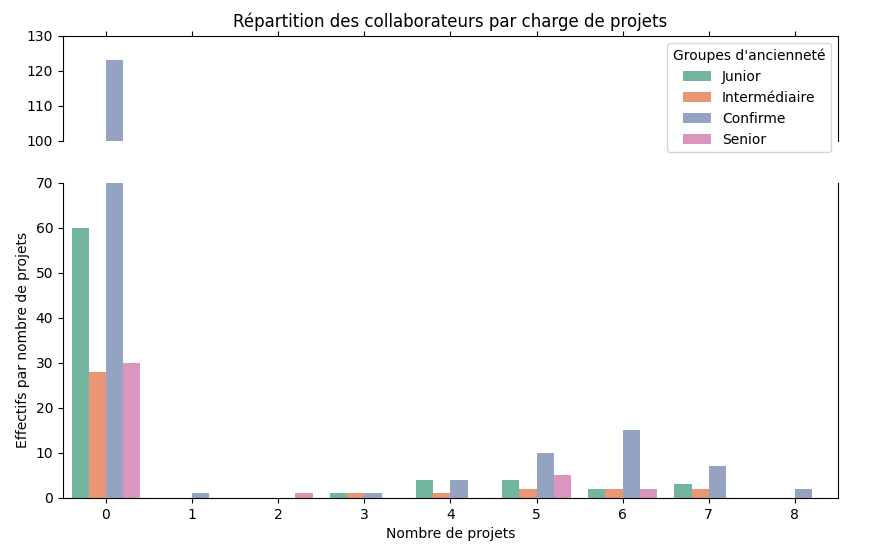 Répartition des collaborateurs par charge de projets
130
120
110
100
Groupes d'ancienneté
Junior
Intermédiaire
Confirme
Senior
70
60
50
40
30
20
10
0
Effectifs par nombre de projets
0 1 2 3 4 5 6 7 8
Nombre de projets